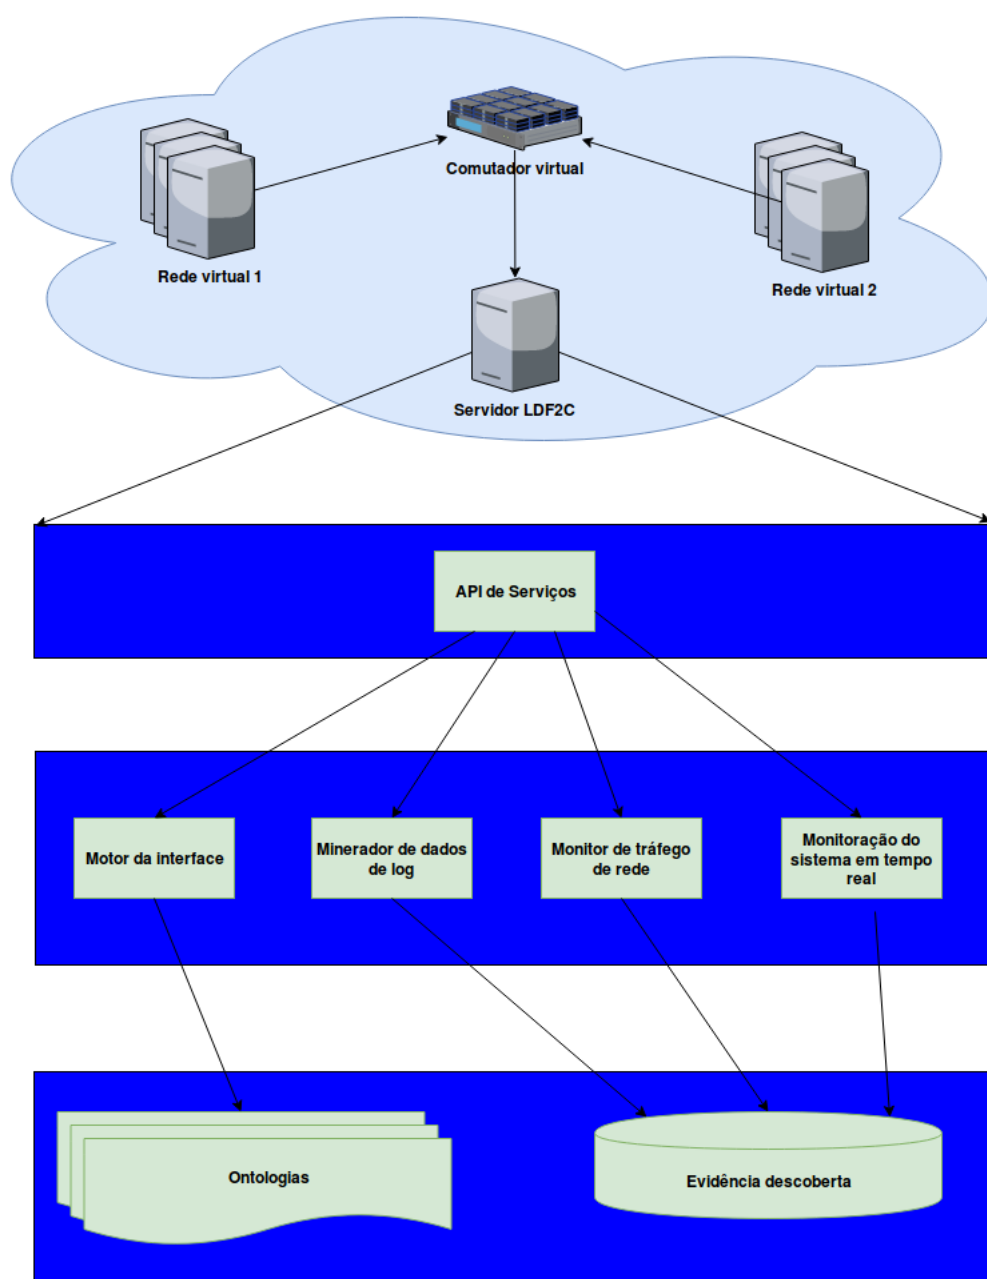 Comutador virtual
Rede virtual 1
Rede virtual 2
Servidor LDF2C
API de Serviços
Motor da interface
Minerador de dados
de log
Monitor de tráfego
de rede
Monitoração do
sistema em tempo
real
Ontologias
Evidência descoberta